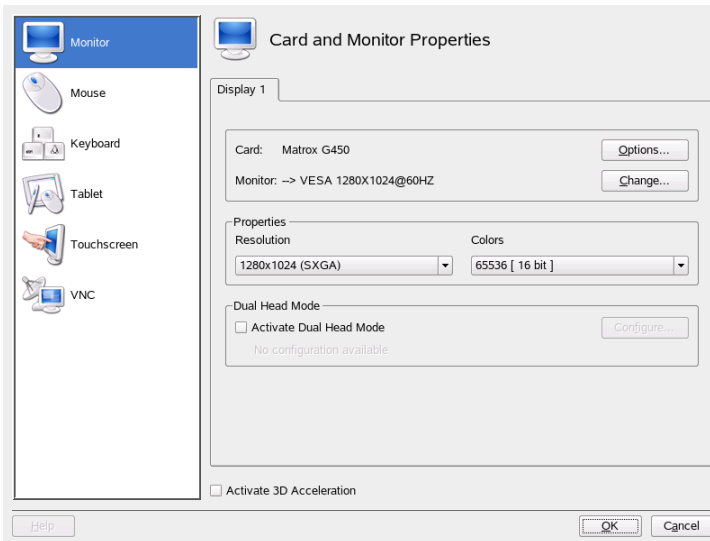 Monitor
Mouse
Keyboard
Tablet
Touchscreen
VNC
Card and Monitor Properties
Display 1
Card: Matrox G450 Options...
Monitor: --> VESA 1280X1024@60HZ Change...
Properties
Resolution Colors
1280x1024 (SXGA) 65536 [ 16 bit ]
Dual Head Mode
Activate Dual Head Mode Configure...
No configuration available
Activate 3D Acceleration
Help OK Cancel